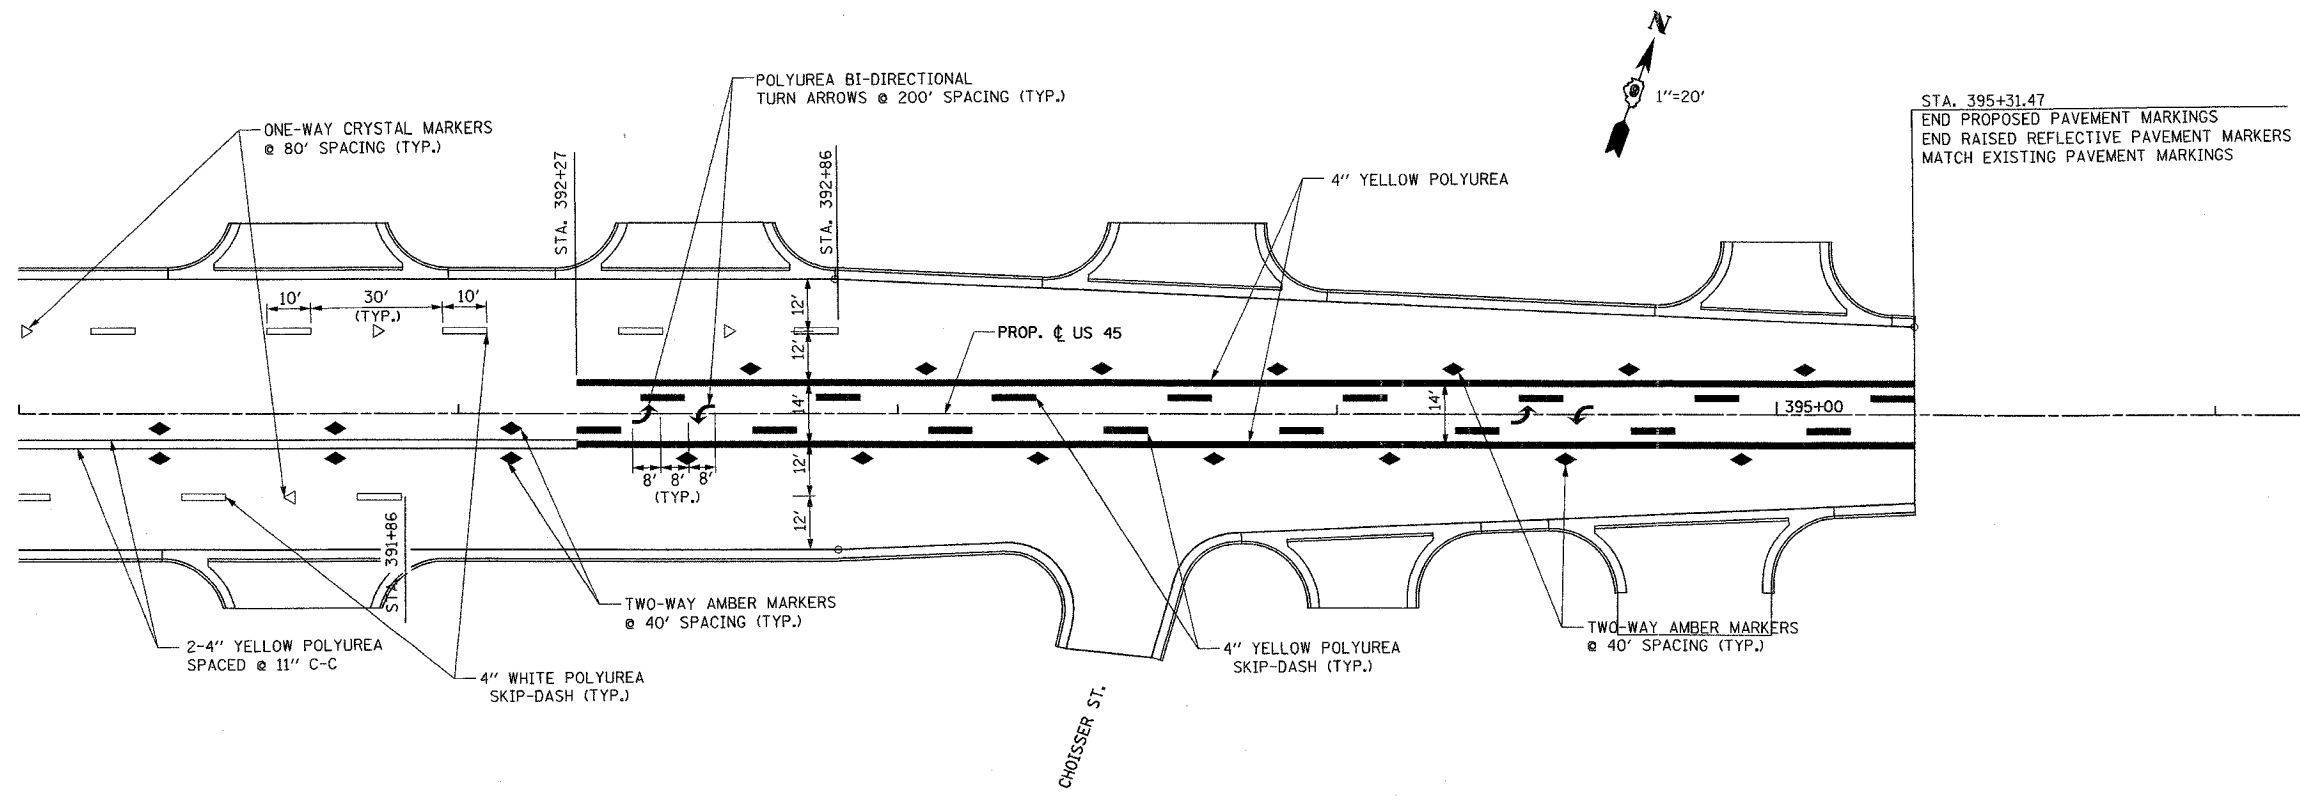 N
1"=20'
POLYUREA BI-DIRECTIONAL
TURN ARROWS @ 200' SPACING (TYP.)
STA. 395+31.47
END PROPOSED PAVEMENT MARKINGS
END RAISED REFLECTIVE PAVEMENT MARKERS
MATCH EXISTING PAVEMENT MARKINGS
ONE-WAY CRYSTAL MARKERS
@ 80' SPACING (TYP.)
STA. 392+27
STA. 392+86
4" YELLOW POLYUREA
10'
30'
(TYP.)
10'
12'
12'
14'
12'
12'
PROP. ℄ US 45
14'
395+00
8'
8'
8'
(TYP.)
STA. 391+86
TWO-WAY AMBER MARKERS
@ 40' SPACING (TYP.)
TWO-WAY AMBER MARKERS
@ 40' SPACING (TYP.)
2-4" YELLOW POLYUREA
SPACED @ 11" C-C
4" YELLOW POLYUREA
SKIP-DASH (TYP.)
4" WHITE POLYUREA
SKIP-DASH (TYP.)
CHOISSER ST.